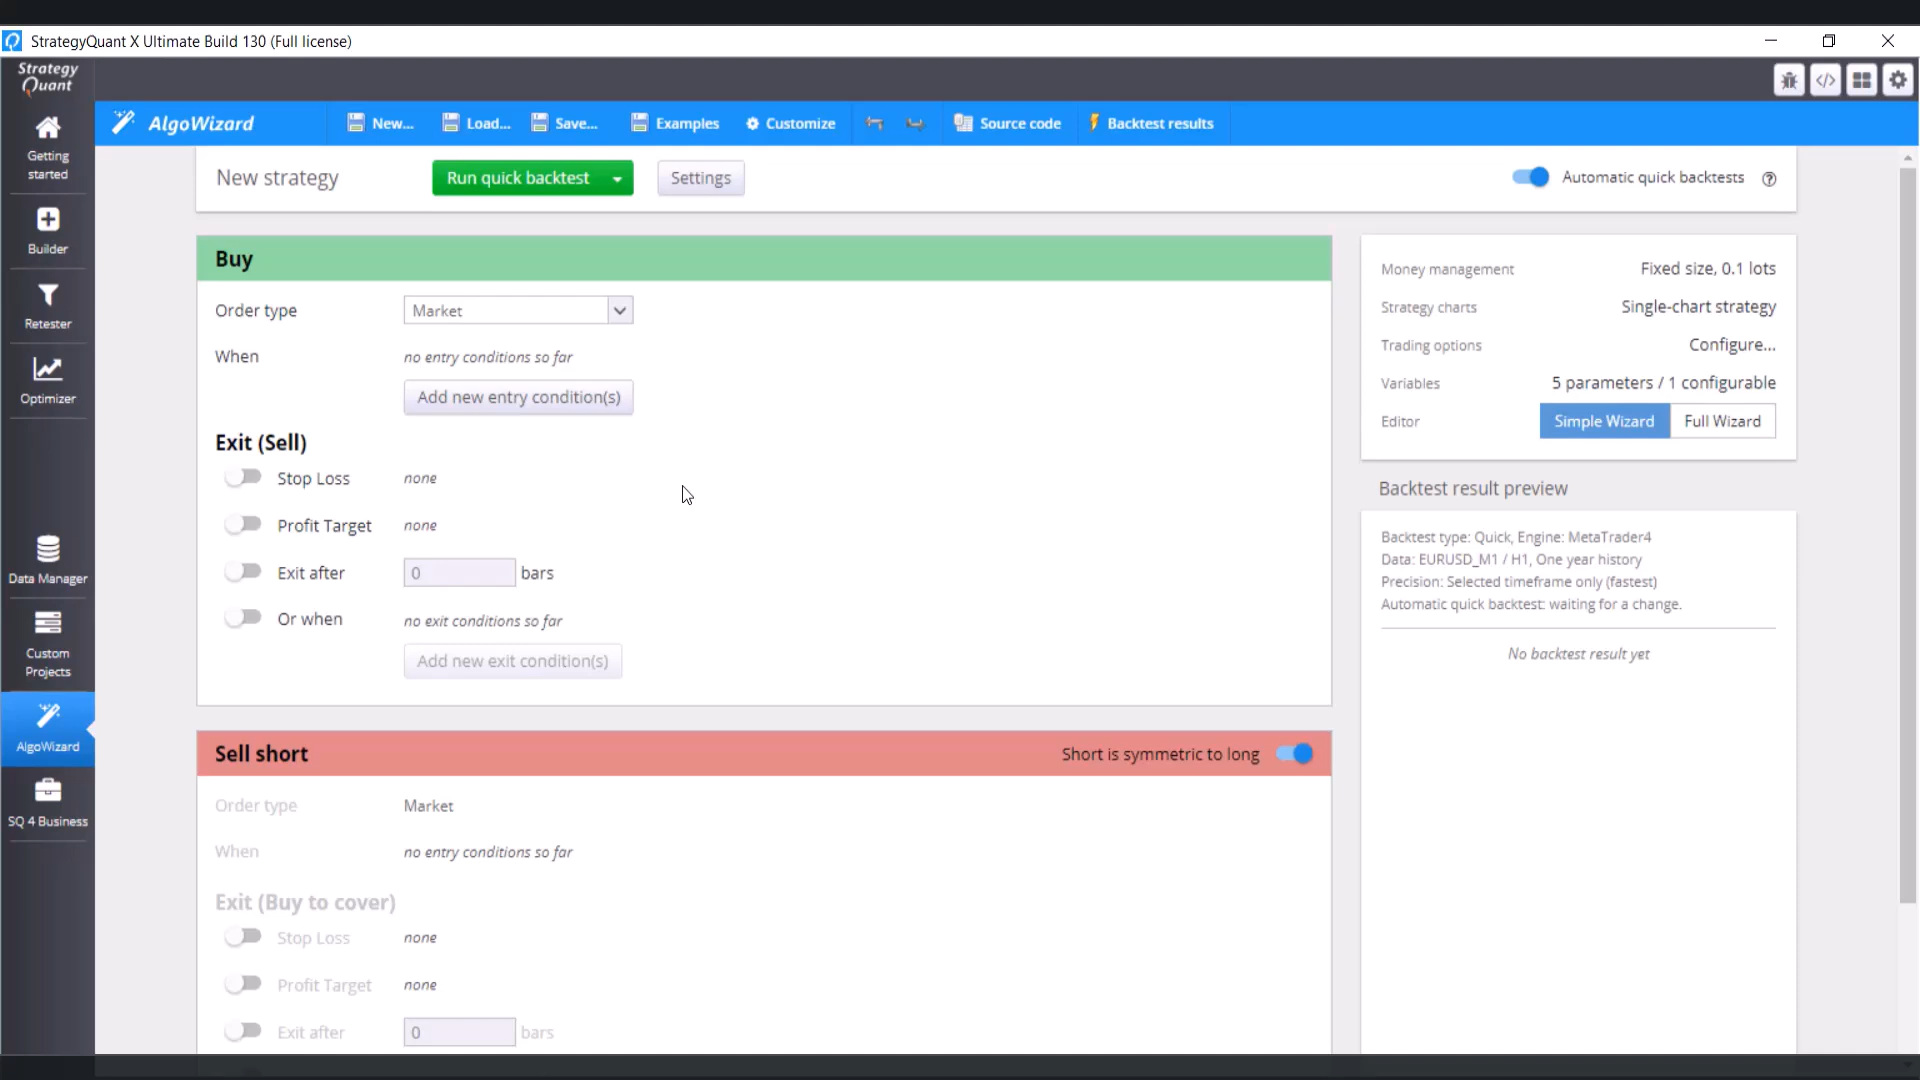 StrategyQuant X Ultimate Build 130 (Full license)
Strategy
Quant
AlgoWizard
New...
Load...
Save...
Examples
Customize
Source code
Backtest results
Getting
started
Builder
Retester
Optimizer
Data Manager
Custom
Projects
AlgoWizard
SQ 4 Business
New strategy
Run quick backtest
Settings
Automatic quick backtests ?
Buy
Order type Market
When no entry conditions so far
Add new entry condition(s)
Exit (Sell)
Stop Loss none
Profit Target none
Exit after 0 bars
Or when no exit conditions so far
Add new exit condition(s)
Sell short
Short is symmetric to long
Order type Market
When no entry conditions so far
Exit (Buy to cover)
Stop Loss none
Profit Target none
Exit after 0 bars
Money management Fixed size, 0.1 lots
Strategy charts Single-chart strategy
Trading options Configure...
Variables 5 parameters / 1 configurable
Editor Simple Wizard Full Wizard
Backtest result preview
Backtest type: Quick, Engine: MetaTrader4
Data: EURUSD_M1 / H1, One year history
Precision: Selected timeframe only (fastest)
Automatic quick backtest: waiting for a change.
No backtest result yet